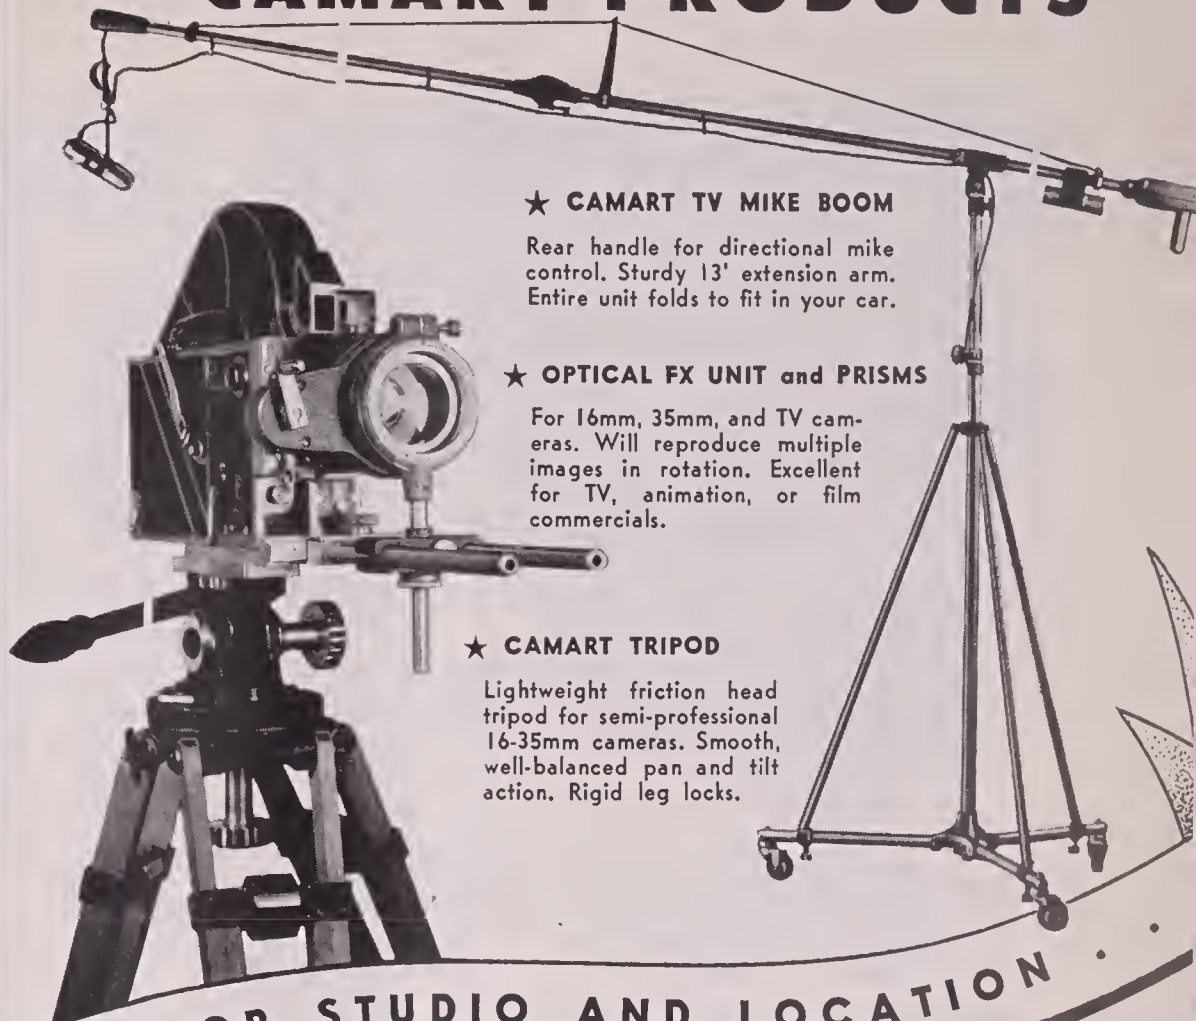 CAMART PRODUCTS
★ CAMART TV MIKE BOOM
Rear handle for directional mike
control. Sturdy 13' extension arm.
Entire unit folds to fit in your car.
★ OPTICAL FX UNIT and PRISMS
For 16mm, 35mm, and TV cam-
eras. Will reproduce multiple
images in rotation. Excellent
for TV, animation, or film
commercials.
★ CAMART TRIPOD
Lightweight friction head
tripod for semi-professional
16-35mm cameras. Smooth,
well-balanced pan and tilt
action. Rigid leg locks.
STUDIO AND LOCATION . .